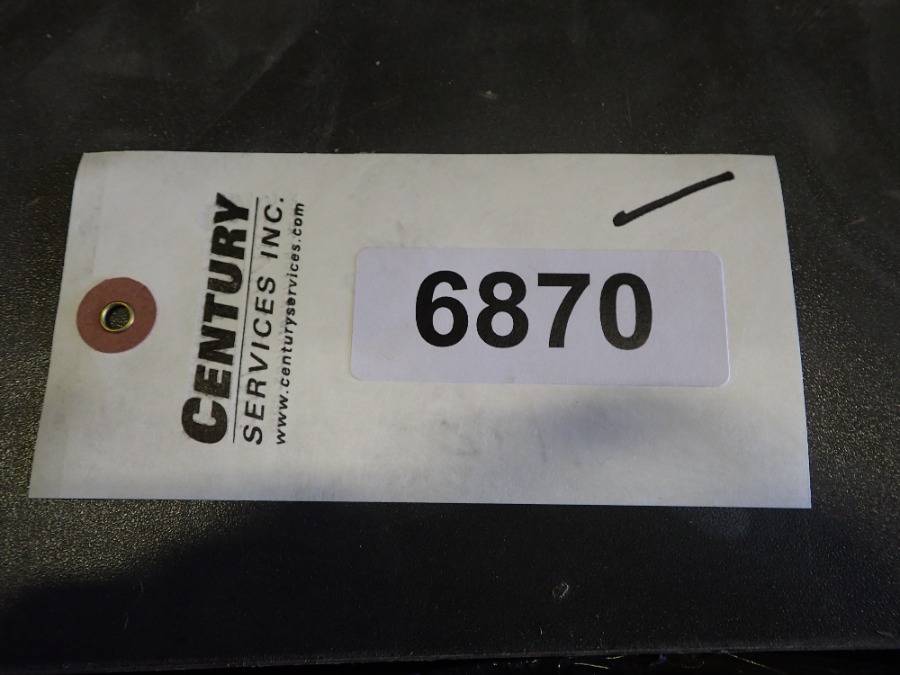 CENTURY
SERVICES INC.
www.centuryservices.com
6870